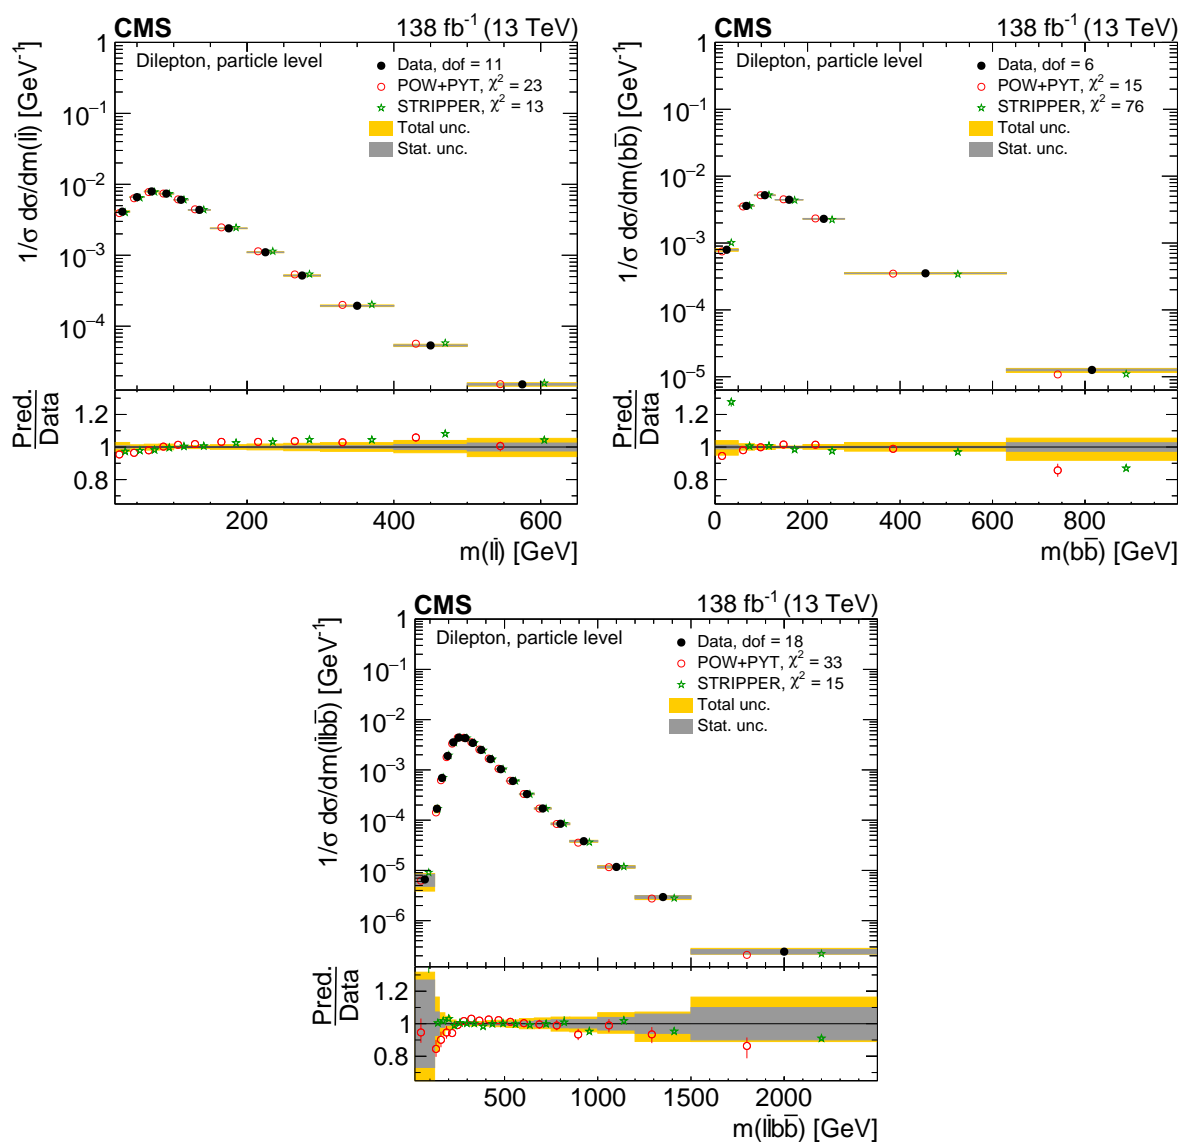 CMS 138 fb⁻¹ (13 TeV)
Dilepton, particle level
Data, dof = 11
POW+PYT, χ² = 23
STRIPPER, χ² = 13
Total unc.
Stat. unc.
1/σ dσ/dm(ll̄) [GeV⁻¹]
1
10⁻¹
10⁻²
10⁻³
10⁻⁴
Pred.
Data
1.2
1
0.8
200 400 600
m(ll̄) [GeV]
CMS 138 fb⁻¹ (13 TeV)
Dilepton, particle level
Data, dof = 6
POW+PYT, χ² = 15
STRIPPER, χ² = 76
Total unc.
Stat. unc.
1/σ dσ/dm(bb̄) [GeV⁻¹]
1
10⁻¹
10⁻²
10⁻³
10⁻⁴
10⁻⁵
Pred.
Data
1.2
1
0.8
0 200 400 600 800
m(bb̄) [GeV]
CMS 138 fb⁻¹ (13 TeV)
Dilepton, particle level
Data, dof = 18
POW+PYT, χ² = 33
STRIPPER, χ² = 15
Total unc.
Stat. unc.
1/σ dσ/dm(ll̄bb̄) [GeV⁻¹]
1
10⁻¹
10⁻²
10⁻³
10⁻⁴
10⁻⁵
10⁻⁶
Pred.
Data
1.2
1
0.8
500 1000 1500 2000
m(ll̄bb̄) [GeV]